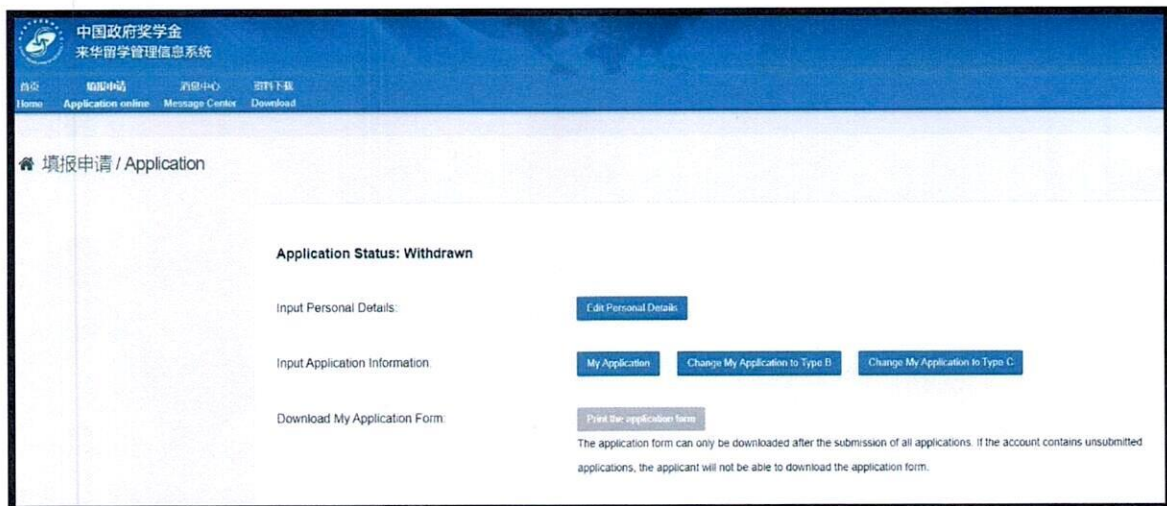 中国政府奖学金
来华留学管理信息系统
首页 填报申请 消息中心 资料下载
Home Application online Message Center Download
填报申请 / Application
Application Status: Withdrawn
Input Personal Details:
Edit Personal Details
Input Application Information:
My Application Change My Application to Type B Change My Application to Type C
Download My Application Form:
Print the application form
The application form can only be downloaded after the submission of all applications. If the account contains unsubmitted
applications, the applicant will not be able to download the application form.